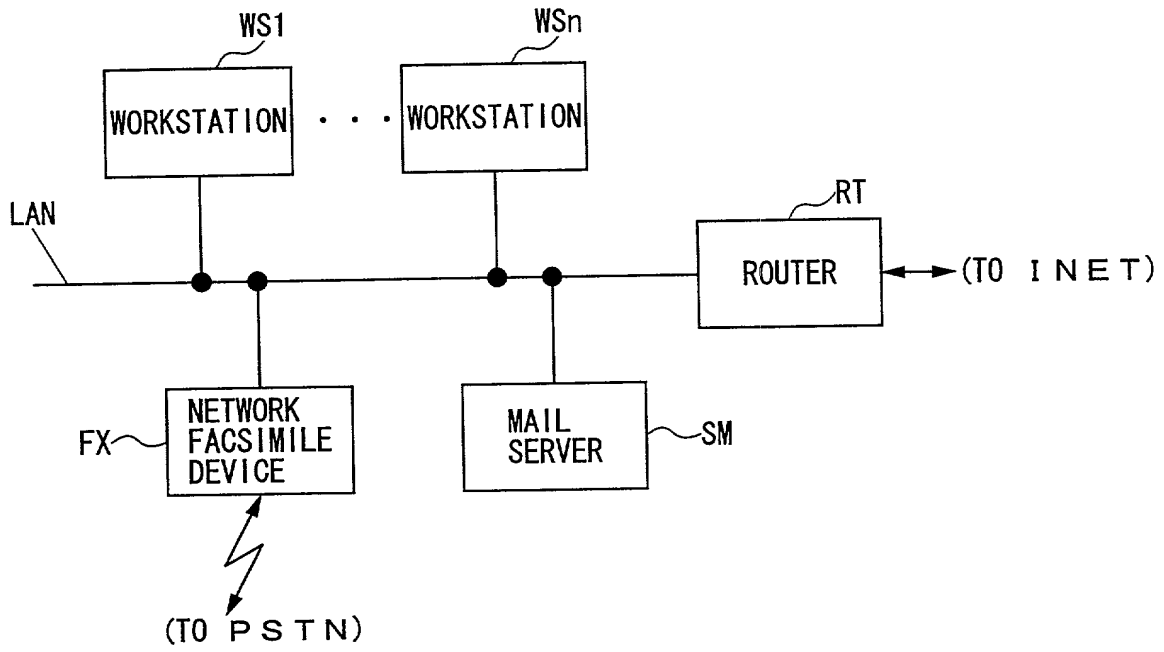 WS1
WSn
WORKSTATION
· · ·
WORKSTATION
LAN
RT
ROUTER
(TO INET)
FX
NETWORK
FACSIMILE
DEVICE
MAIL
SERVER
SM
(TO PSTN)